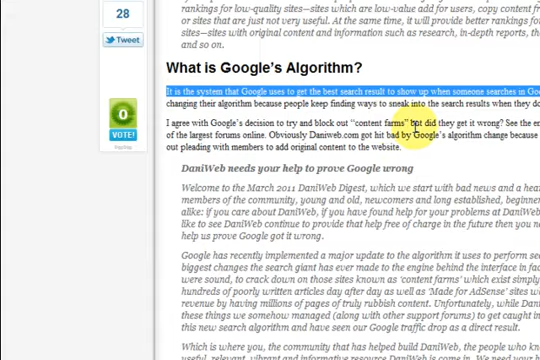 rankings for low-quality sites—sites which are low-value add for users, copy content f
or sites that are just not very useful. At the same time, it will provide better rankings fo
sites—sites with original content and information such as research, in-depth reports, th
and so on.
28
Tweet
What is Google's Algorithm?
It is the system that Google uses to get the best search result to show up when someone searches in Goo
changing their algorithm because people keep finding ways to sneak into the search results when they do
0
VOTE!
I agree with Google's decision to try and block out "content farms" but did they get it wrong? See the en
of the largest forums online. Obviously Daniweb.com got hit bad by Google's algorithm change because
out pleading with members to add original content to the website.
DaniWeb needs your help to prove Google wrong
Welcome to the March 2011 DaniWeb Digest, which we start with bad news and a hear
members of the community, young and old, newcomers and long established, beginner
alike: if you care about DaniWeb, if you have found help for your problems at DaniWeb
like to see DaniWeb continue to provide that help free of charge in the future then you n
help us prove Google got it wrong.
Google has recently implemented a major update to the algorithm it uses to perform sea
biggest changes the search giant has ever made to the engine behind the interface in fac
were sound, to crack down on those sites known as 'content farms' which exist simply
hundreds of poorly written articles day after day as well as 'Made for AdSense' sites w
revenue by having millions of pages of truly rubbish content. Unfortunately, while Dan
these things we somehow managed (along with other support forums) to get caught in
this new search algorithm and have seen our Google traffic drop as a direct result.
Which is where you, the community that has helped build DaniWeb, the people who kn
useful, relevant, vibrant and informative resource DaniWeb come in. We need your h